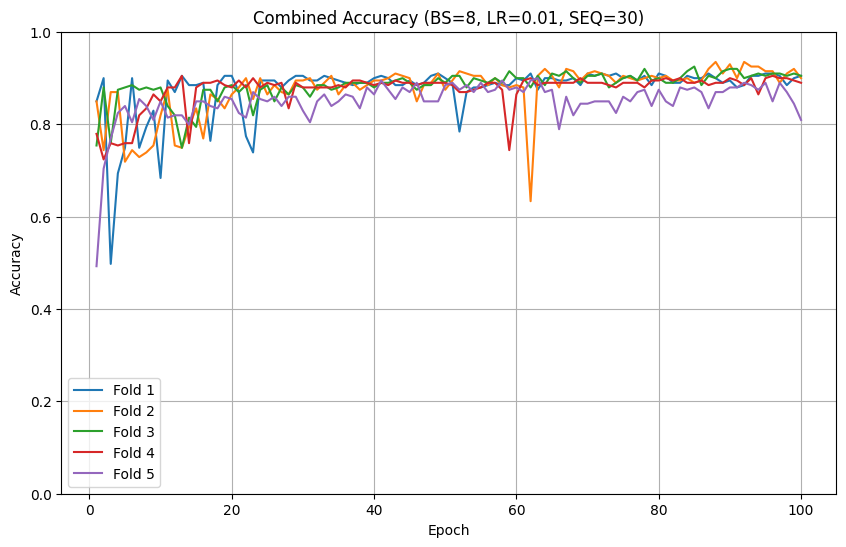 Combined Accuracy (BS=8, LR=0.01, SEQ=30)
1.0
0.8
0.6
0.4
0.2
0.0
Accuracy
Fold 1
Fold 2
Fold 3
Fold 4
Fold 5
0 20 40 60 80 100
Epoch